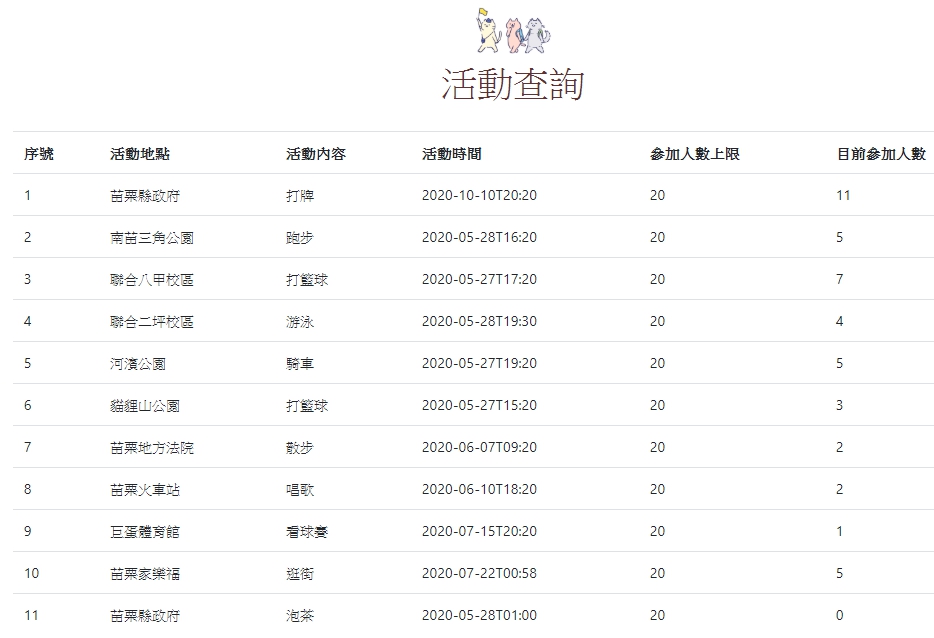 活動查詢
序號 活動地點 活動內容 活動時間 參加人數上限 目前參加人數
1 苗栗縣政府 打牌 2020-10-10T20:20 20 11
2 南苗三角公園 跑步 2020-05-28T16:20 20 5
3 聯合八甲校區 打籃球 2020-05-27T17:20 20 7
4 聯合二坪校區 游泳 2020-05-28T19:30 20 4
5 河濱公園 騎車 2020-05-27T19:20 20 5
6 貓貍山公園 打籃球 2020-05-27T15:20 20 3
7 苗栗地方法院 散步 2020-06-07T09:20 20 2
8 苗栗火車站 唱歌 2020-06-10T18:20 20 2
9 巨蛋體育館 看球賽 2020-07-15T20:20 20 1
10 苗栗家樂福 逛街 2020-07-22T00:58 20 5
11 苗栗縣政府 泡茶 2020-05-28T01:00 20 0